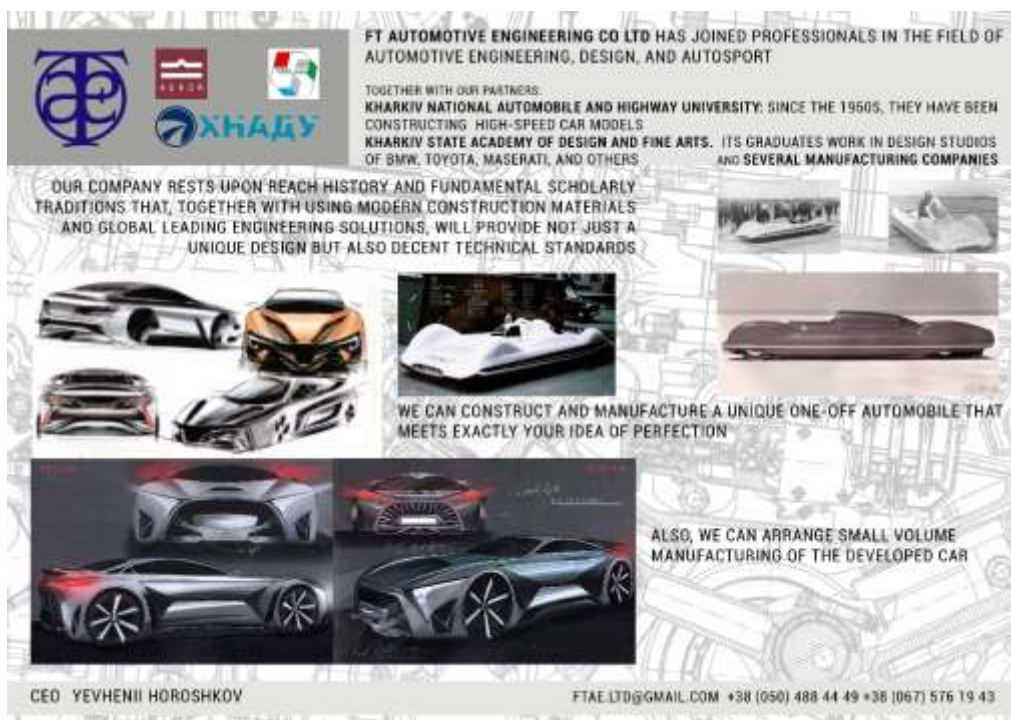 FT AUTOMOTIVE ENGINEERING CO LTD HAS JOINED PROFESSIONALS IN THE FIELD OF
AUTOMOTIVE ENGINEERING, DESIGN, AND AUTOSPORT
TOGETHER WITH OUR PARTNERS:
KHARKIV NATIONAL AUTOMOBILE AND HIGHWAY UNIVERSITY: SINCE THE 1950S, THEY HAVE BEEN
CONSTRUCTING HIGH-SPEED CAR MODELS
KHARKIV STATE ACADEMY OF DESIGN AND FINE ARTS. ITS GRADUATES WORK IN DESIGN STUDIOS
OF BMW, TOYOTA, MASERATI, AND OTHERS AND SEVERAL MANUFACTURING COMPANIES
ХНАДУ
OUR COMPANY RESTS UPON REACH HISTORY AND FUNDAMENTAL SCHOLARLY
TRADITIONS THAT, TOGETHER WITH USING MODERN CONSTRUCTION MATERIALS
AND GLOBAL LEADING ENGINEERING SOLUTIONS, WILL PROVIDE NOT JUST A
UNIQUE DESIGN BUT ALSO DECENT TECHNICAL STANDARDS
WE CAN CONSTRUCT AND MANUFACTURE A UNIQUE ONE-OFF AUTOMOBILE THAT
MEETS EXACTLY YOUR IDEA OF PERFECTION
ALSO, WE CAN ARRANGE SMALL VOLUME
MANUFACTURING OF THE DEVELOPED CAR
CEO YEVHENII HOROSHKOV
FTAE.LTD@GMAIL.COM +38 (050) 488 44 49 +38 (067) 576 19 43